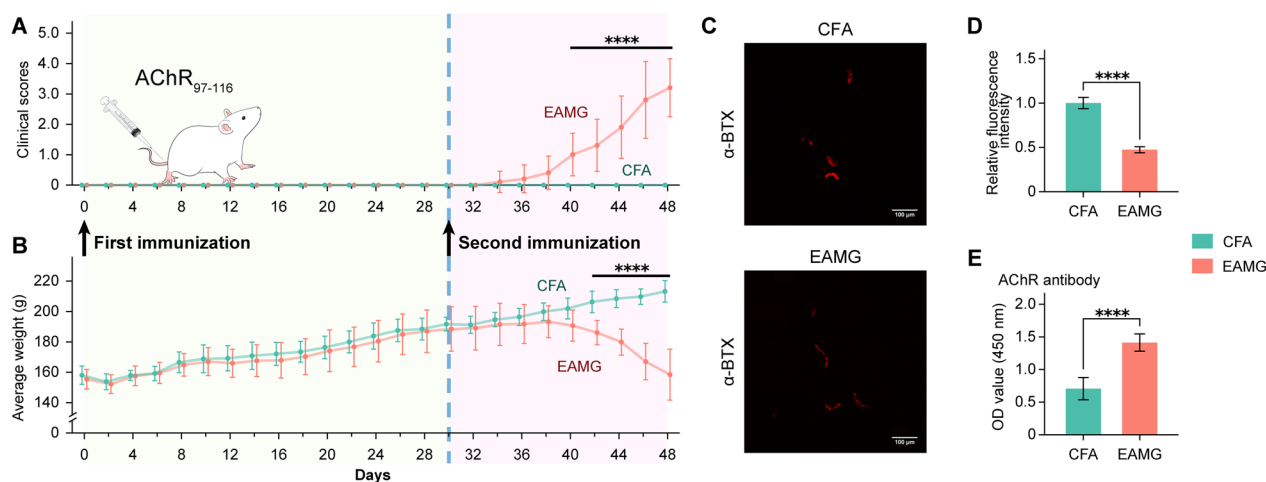 A
Clinical scores
5.0
4.0
3.0
2.0
1.0
0
AChR97-116
****
EAMG
CFA
0 4 8 12 16 20 24 28 32 36 40 44 48
First immunization
Second immunization
B
Average weight (g)
220
200
180
160
140
0
****
CFA
EAMG
0 4 8 12 16 20 24 28 32 36 40 44 48
Days
C
CFA
α-BTX
100 μm
EAMG
α-BTX
100 μm
D
Relative fluorescence
intensity
1.5
1.0
0.5
0
****
CFA EAMG
CFA
EAMG
E
AChR antibody
OD value (450 nm)
2.0
1.5
1.0
0.5
0
****
CFA EAMG